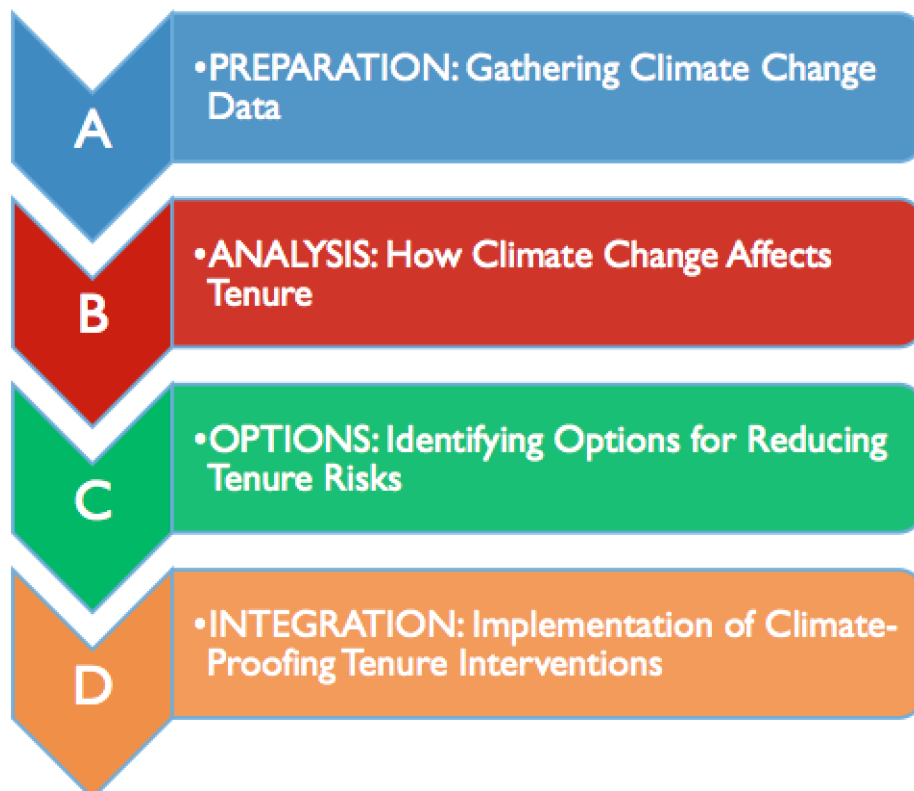 A
•PREPARATION: Gathering Climate Change
Data
B
•ANALYSIS: How Climate Change Affects
Tenure
C
•OPTIONS: Identifying Options for Reducing
Tenure Risks
D
•INTEGRATION: Implementation of Climate-
Proofing Tenure Interventions